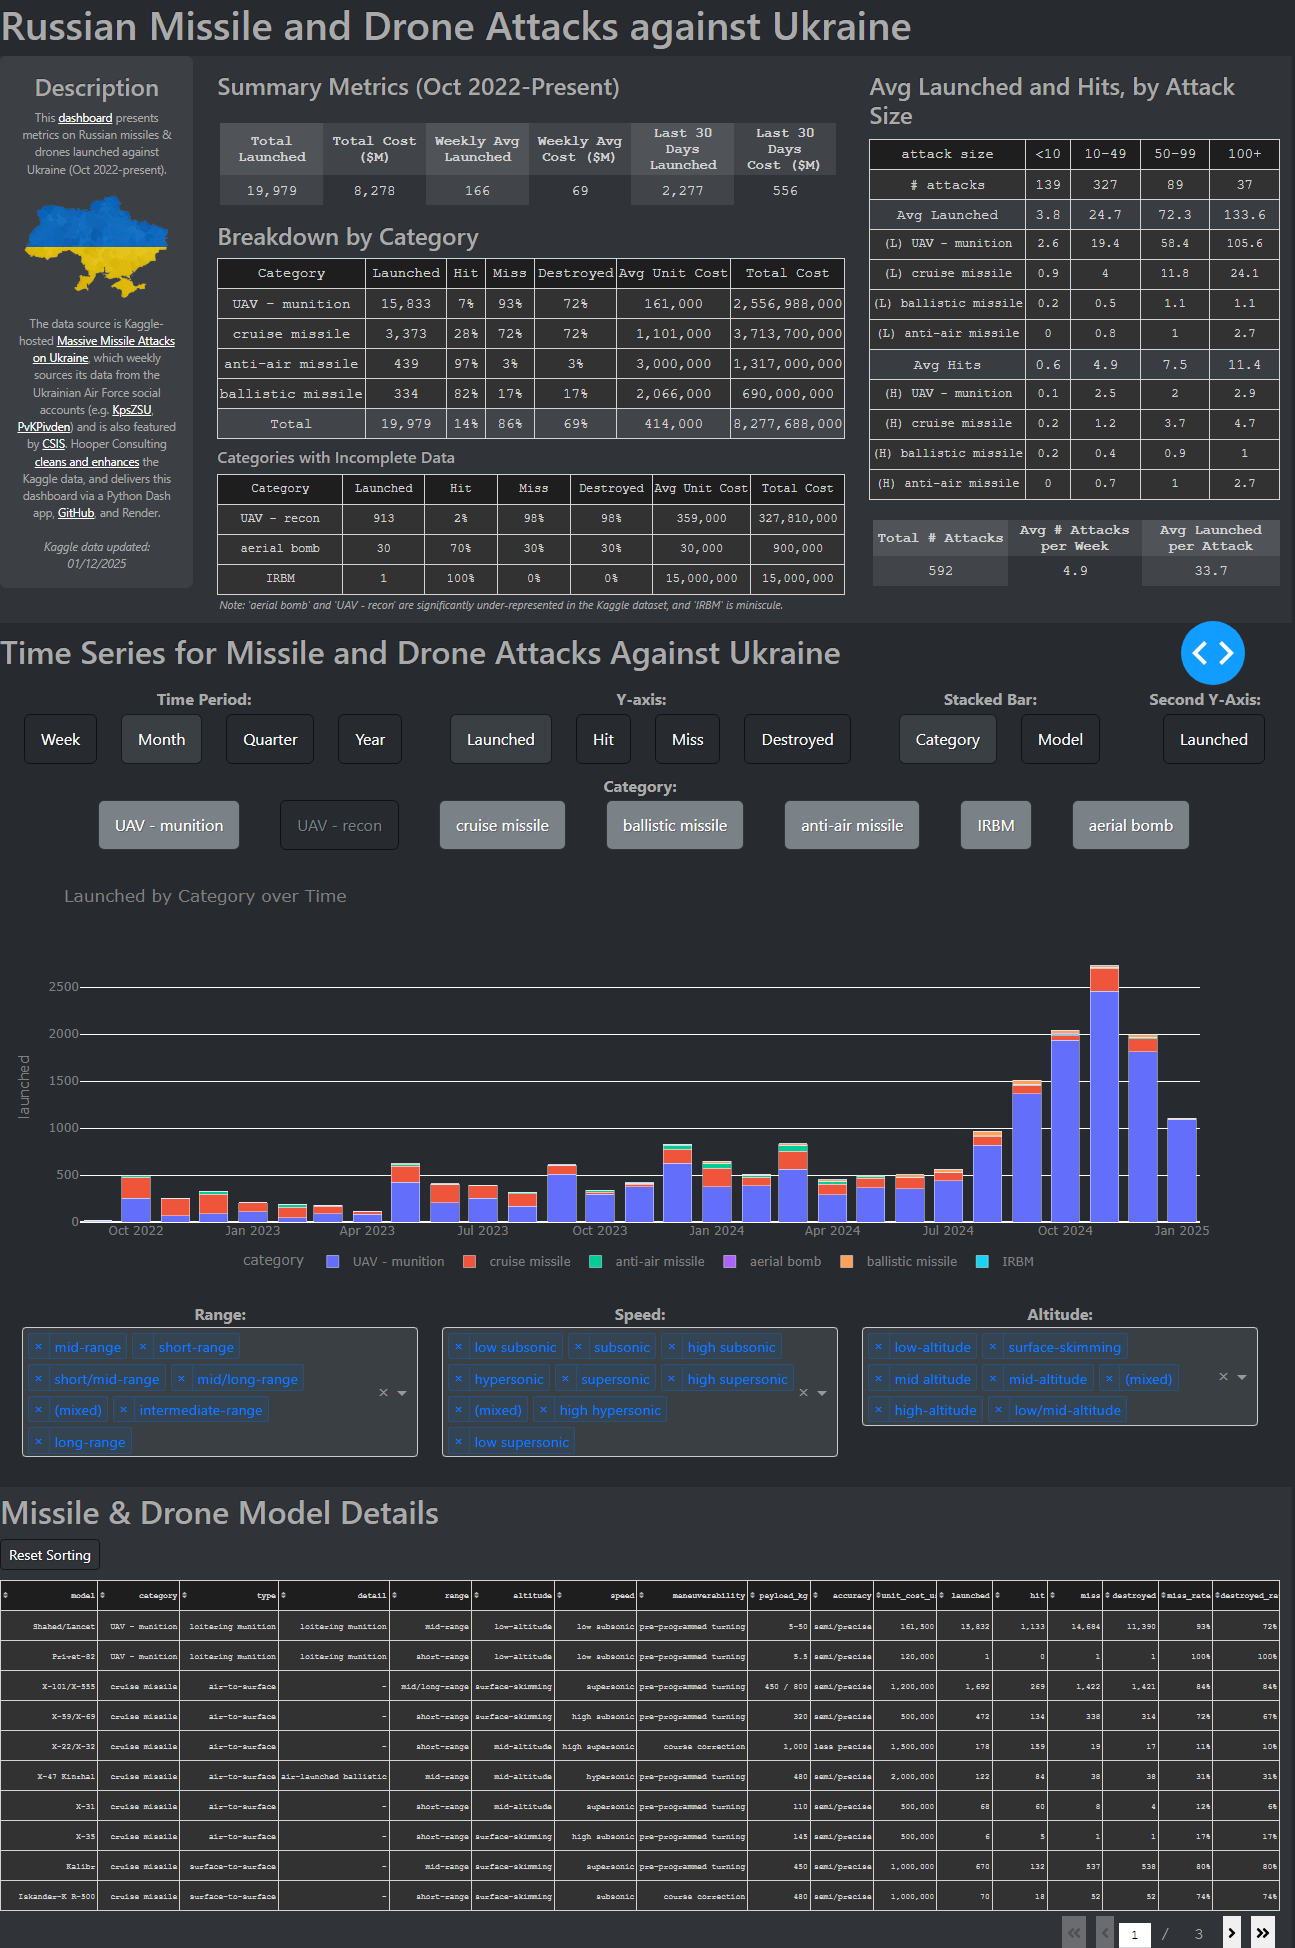 Russian Missile and Drone Attacks against Ukraine
Description
This dashboard presents
metrics on Russian missiles &
drones launched against
Ukraine (Oct 2022-present).
The data source is Kaggle-
hosted Massive Missile Attacks
on Ukraine, which weekly
sources its data from the
Ukrainian Air Force social
accounts (e.g. KpsZSU,
PvKPivden) and is also featured
by CSIS. Hooper Consulting
cleans and enhances the
Kaggle data, and delivers this
dashboard via a Python Dash
app, GitHub, and Render.
Kaggle data updated:
01/12/2025
Summary Metrics (Oct 2022-Present)
Total Launched Total Cost ($M) Weekly Avg Launched Weekly Avg Cost ($M) Last 30 Days Launched Last 30 Days Cost ($M)
19,979 8,278 166 69 2,277 556
Breakdown by Category
Category Launched Hit Miss Destroyed Avg Unit Cost Total Cost
UAV - munition 15,833 7% 93% 72% 161,000 2,556,988,000
cruise missile 3,373 28% 72% 72% 1,101,000 3,713,700,000
anti-air missile 439 97% 3% 3% 3,000,000 1,317,000,000
ballistic missile 334 82% 17% 17% 2,066,000 690,000,000
Total 19,979 14% 86% 69% 414,000 8,277,688,000
Categories with Incomplete Data
Category Launched Hit Miss Destroyed Avg Unit Cost Total Cost
UAV - recon 913 2% 98% 98% 359,000 327,810,000
aerial bomb 30 70% 30% 30% 30,000 900,000
IRBM 1 100% 0% 0% 15,000,000 15,000,000
Note: 'aerial bomb' and 'UAV - recon' are significantly under-represented in the Kaggle dataset, and 'IRBM' is miniscule.
Avg Launched and Hits, by Attack
Size
attack size <10 10-49 50-99 100+
# attacks 139 327 89 37
Avg Launched 3.8 24.7 72.3 133.6
(L) UAV - munition 2.6 19.4 58.4 105.6
(L) cruise missile 0.9 4 11.8 24.1
(L) ballistic missile 0.2 0.5 1.1 1.1
(L) anti-air missile 0 0.8 1 2.7
Avg Hits 0.6 4.9 7.5 11.4
(H) UAV - munition 0.1 2.5 2 2.9
(H) cruise missile 0.2 1.2 3.7 4.7
(H) ballistic missile 0.2 0.4 0.9 1
(H) anti-air missile 0 0.7 1 2.7
Total # Attacks Avg # Attacks per Week Avg Launched per Attack
592 4.9 33.7
Time Series for Missile and Drone Attacks Against Ukraine
Time Period: Y-axis: Stacked Bar: Second Y-Axis:
Week Month Quarter Year Launched Hit Miss Destroyed Category Model Launched
Category:
UAV - munition UAV - recon cruise missile ballistic missile anti-air missile IRBM aerial bomb
Launched by Category over Time
launched
2500
2000
1500
1000
500
0
Oct 2022 Jan 2023 Apr 2023 Jul 2023 Oct 2023 Jan 2024 Apr 2024 Jul 2024 Oct 2024 Jan 2025
category UAV - munition cruise missile anti-air missile aerial bomb ballistic missile IRBM
Range: Speed: Altitude:
× mid-range × short-range
× short/mid-range × mid/long-range
× (mixed) × intermediate-range
× long-range
× low subsonic × subsonic × high subsonic
× hypersonic × supersonic × high supersonic
× (mixed) × high hypersonic
× low supersonic
× low-altitude × surface-skimming
× mid altitude × mid-altitude × (mixed)
× high-altitude × low/mid-altitude
Missile & Drone Model Details
Reset Sorting
model category type detail range altitude speed maneuverability payload_kg accuracy unit_cost_u launched hit miss destroyed miss_rate destroyed_ra
Shahed/Lancet UAV - munition loitering munition loitering munition mid-range low-altitude low subsonic pre-programmed turning 5-50 semi/precise 161,500 15,832 1,133 14,684 11,390 93% 72%
Privet-82 UAV - munition loitering munition loitering munition short-range low-altitude low subsonic pre-programmed turning 5.5 semi/precise 120,000 1 0 1 1 100% 100%
X-101/X-555 cruise missile air-to-surface - mid/long-range surface-skimming supersonic pre-programmed turning 450 / 800 semi/precise 1,200,000 1,692 269 1,422 1,421 84% 84%
X-59/X-69 cruise missile air-to-surface - short-range surface-skimming high subsonic pre-programmed turning 320 semi/precise 500,000 472 134 338 314 72% 67%
X-22/X-32 cruise missile air-to-surface - short-range mid-altitude high supersonic course correction 1,000 less precise 1,500,000 178 159 19 17 11% 10%
X-47 Kinzhal cruise missile air-to-surface air-launched ballistic mid-range mid-altitude hypersonic pre-programmed turning 480 semi/precise 2,000,000 122 84 38 38 31% 31%
X-31 cruise missile air-to-surface - short-range mid-altitude supersonic pre-programmed turning 110 semi/precise 500,000 68 60 8 4 12% 6%
X-35 cruise missile air-to-surface - short-range surface-skimming high subsonic pre-programmed turning 145 semi/precise 500,000 6 5 1 1 17% 17%
Kalibr cruise missile surface-to-surface - mid-range surface-skimming supersonic pre-programmed turning 450 semi/precise 1,000,000 670 132 537 538 80% 80%
Iskander-K R-500 cruise missile surface-to-surface - short-range surface-skimming subsonic course correction 480 semi/precise 1,000,000 70 18 52 52 74% 74%
1 / 3